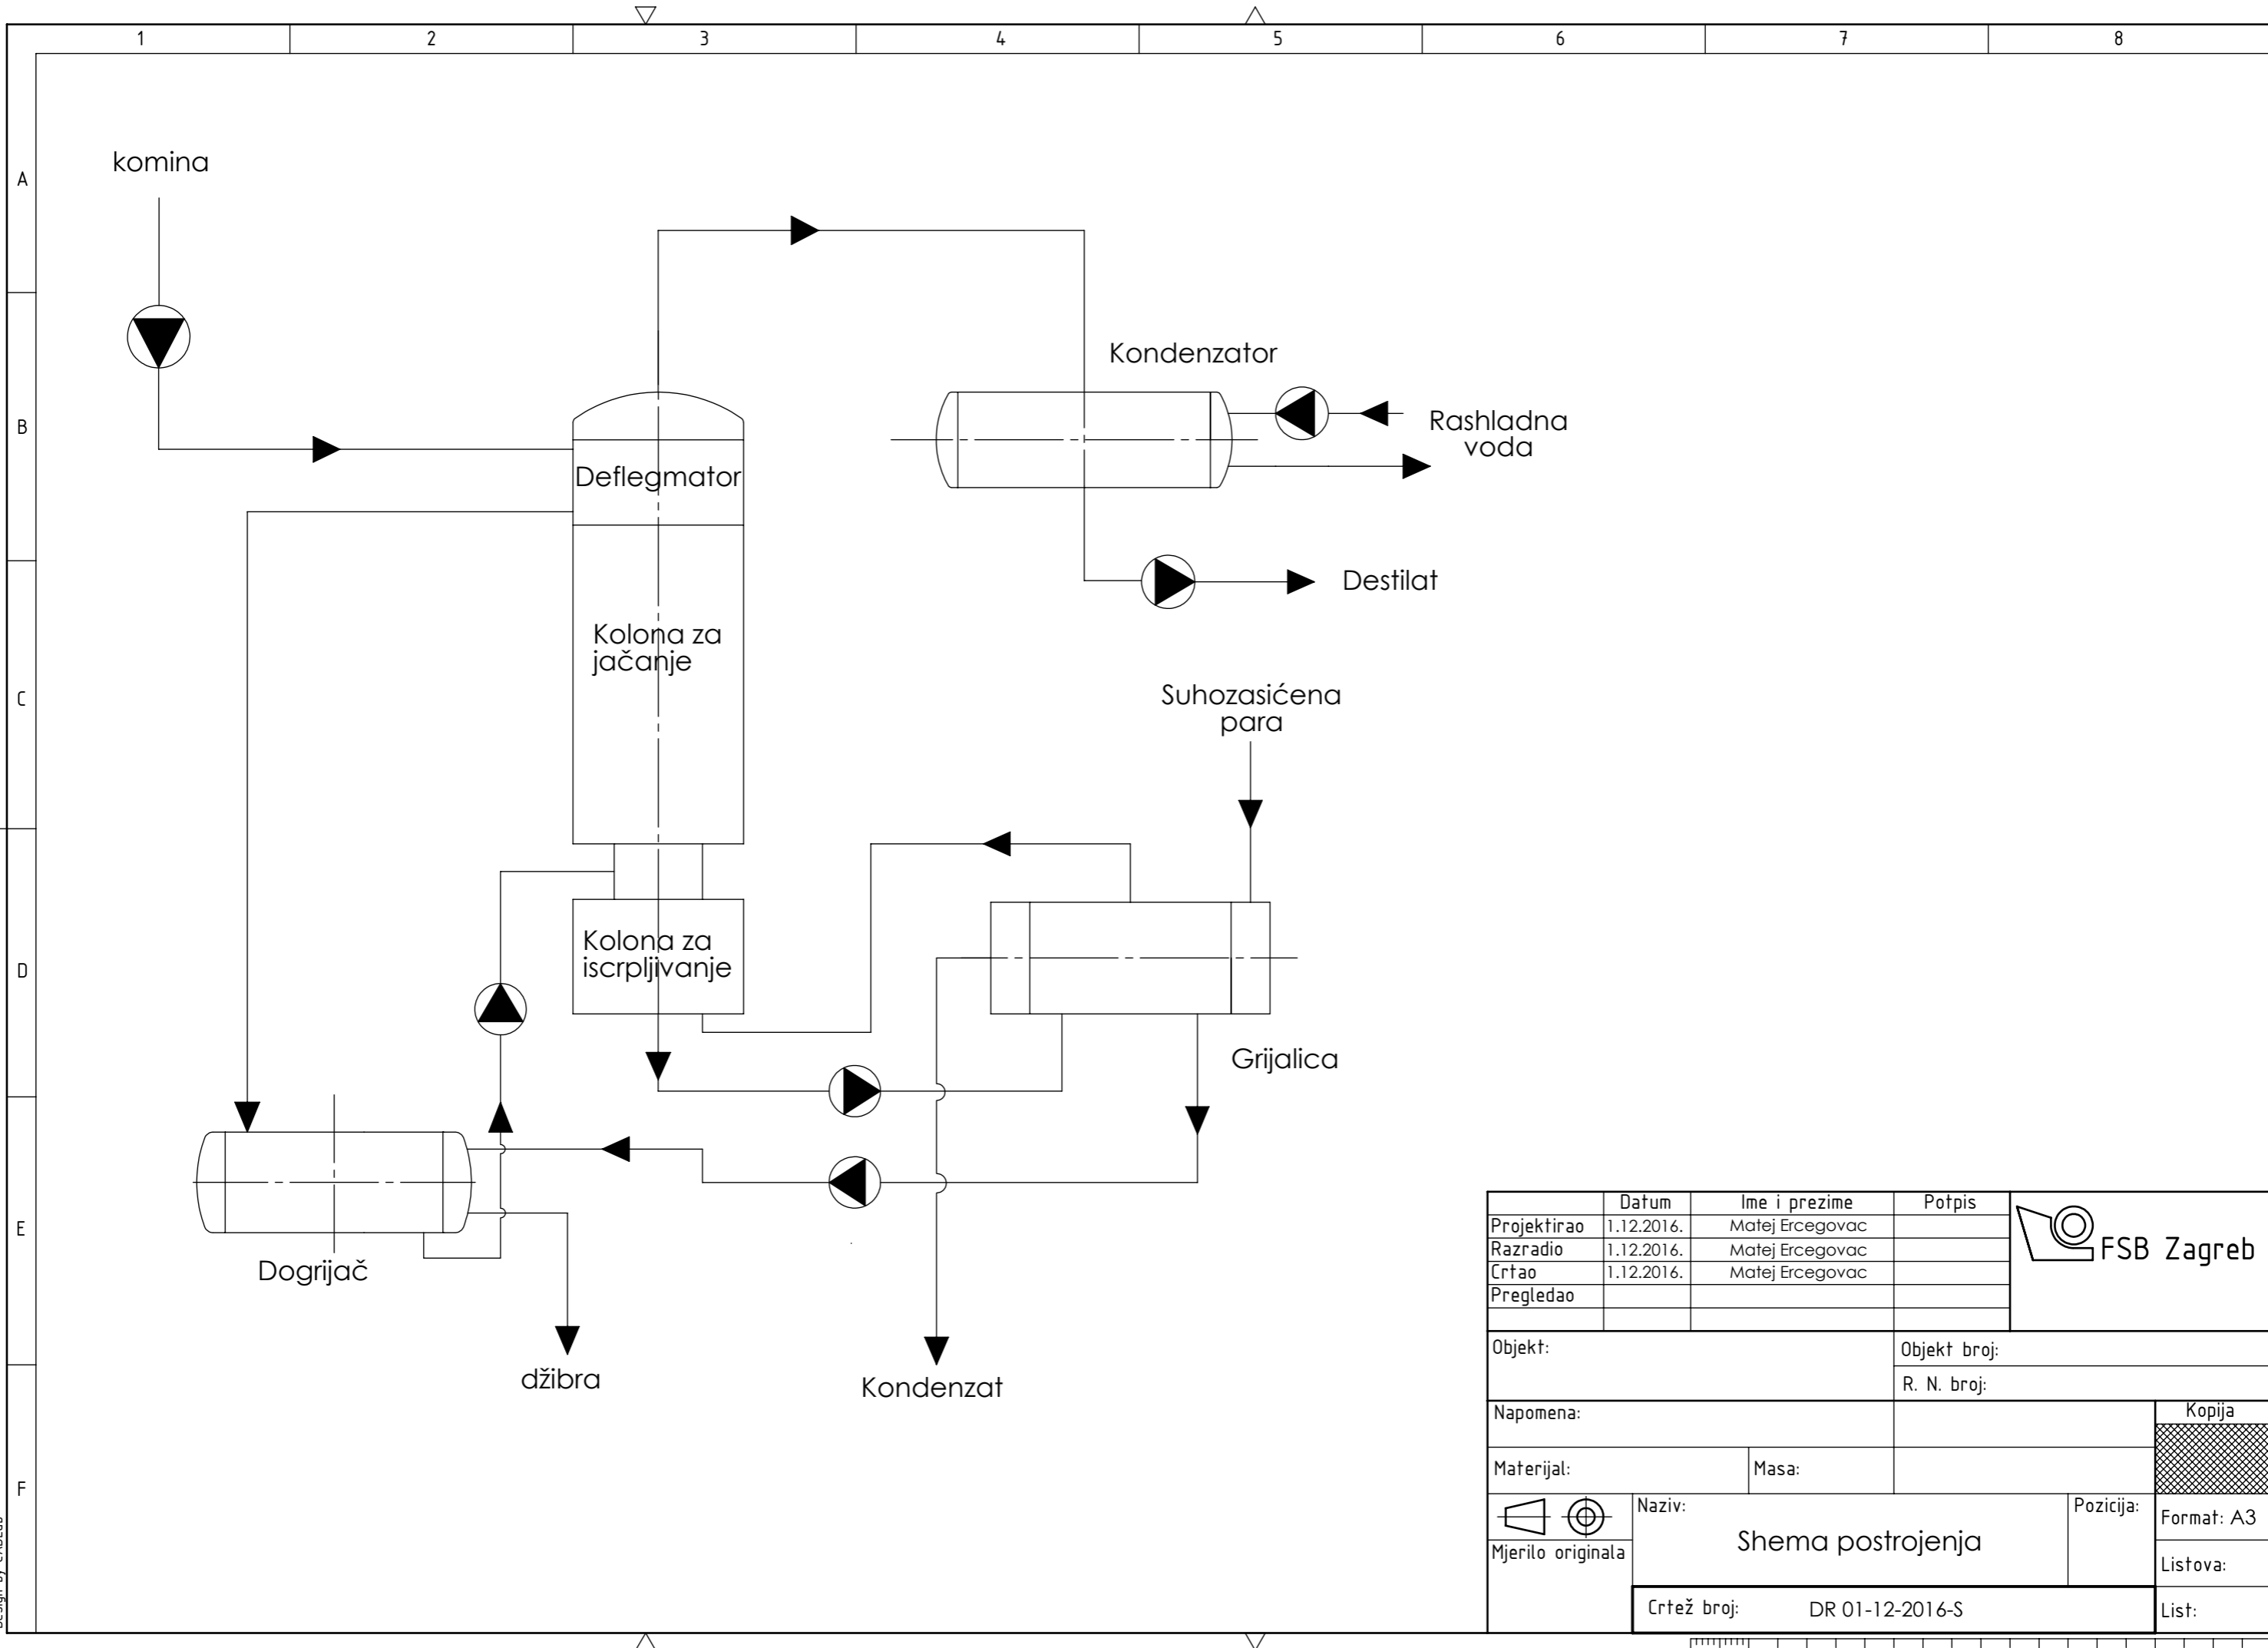 1 2 3 4 5 6 7 8
A
B
C
D
E
F
komina
Deflegmator
Kolona za
jačanje
Kolona za
iscrpljivanje
Kondenzator
Rashladna
voda
Destilat
Suhozasićena
para
Grijalica
Dogrijač
džibra
Kondenzat
Datum Ime i prezime Potpis
Projektirao 1.12.2016. Matej Ercegovac
Razradio 1.12.2016. Matej Ercegovac
Crtao 1.12.2016. Matej Ercegovac
Pregledao
FSB Zagreb
Objekt:
Objekt broj:
R. N. broj:
Napomena:
Kopija
Materijal:
Masa:
Naziv:
Shema postrojenja
Pozicija:
Format: A3
Mjerilo originala
Listova:
Crtež broj: DR 01-12-2016-S
List: